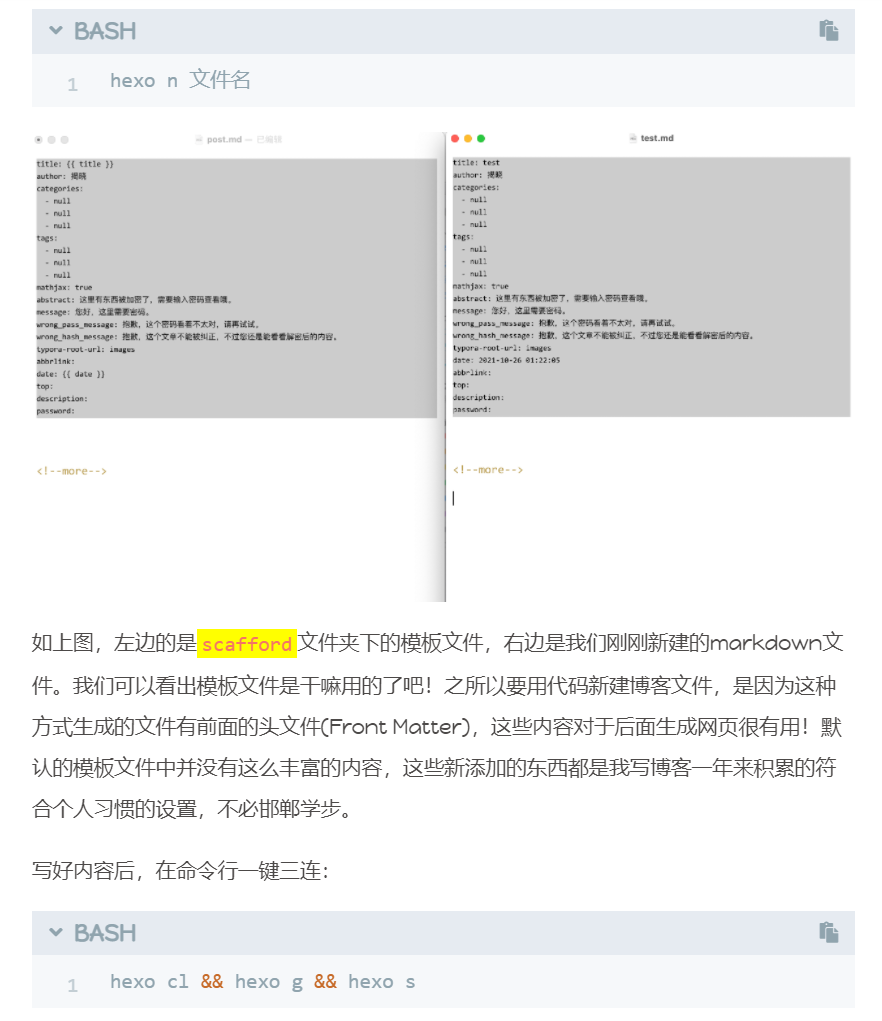 BASH
1 hexo n 文件名
post.md — 已编辑
title: {{ title }}
author: 揭晓
categories:
- null
- null
- null
tags:
- null
- null
- null
mathjax: true
abstract: 这里有东西被加密了，需要输入密码查看哦。
message: 您好，这里需要密码。
wrong_pass_message: 抱歉，这个密码看着不太对，请再试试。
wrong_hash_message: 抱歉，这个文章不能被纠正，不过您还是能看看解密后的内容。
typora-root-url: images
abbrlink:
date: {{ date }}
top:
description:
password:
<!--more-->
test.md
title: test
author: 揭晓
categories:
- null
- null
- null
tags:
- null
- null
- null
mathjax: true
abstract: 这里有东西被加密了，需要输入密码查看哦。
message: 您好，这里需要密码。
wrong_pass_message: 抱歉，这个密码看着不太对，请再试试。
wrong_hash_message: 抱歉，这个文章不能被纠正，不过您还是能看看解密后的内容。
typora-root-url: images
date: 2021-10-26 01:22:05
abbrlink:
top:
description:
password:
<!--more-->
如上图，左边的是scafford文件夹下的模板文件，右边是我们刚刚新建的markdown文
件。我们可以看出模板文件是干嘛用的了吧！之所以要用代码新建博客文件，是因为这种
方式生成的文件有前面的头文件(Front Matter)，这些内容对于后面生成网页很有用！默
认的模板文件中并没有这么丰富的内容，这些新添加的东西都是我写博客一年来积累的符
合个人习惯的设置，不必邯郸学步。
写好内容后，在命令行一键三连：
BASH
1 hexo cl && hexo g && hexo s